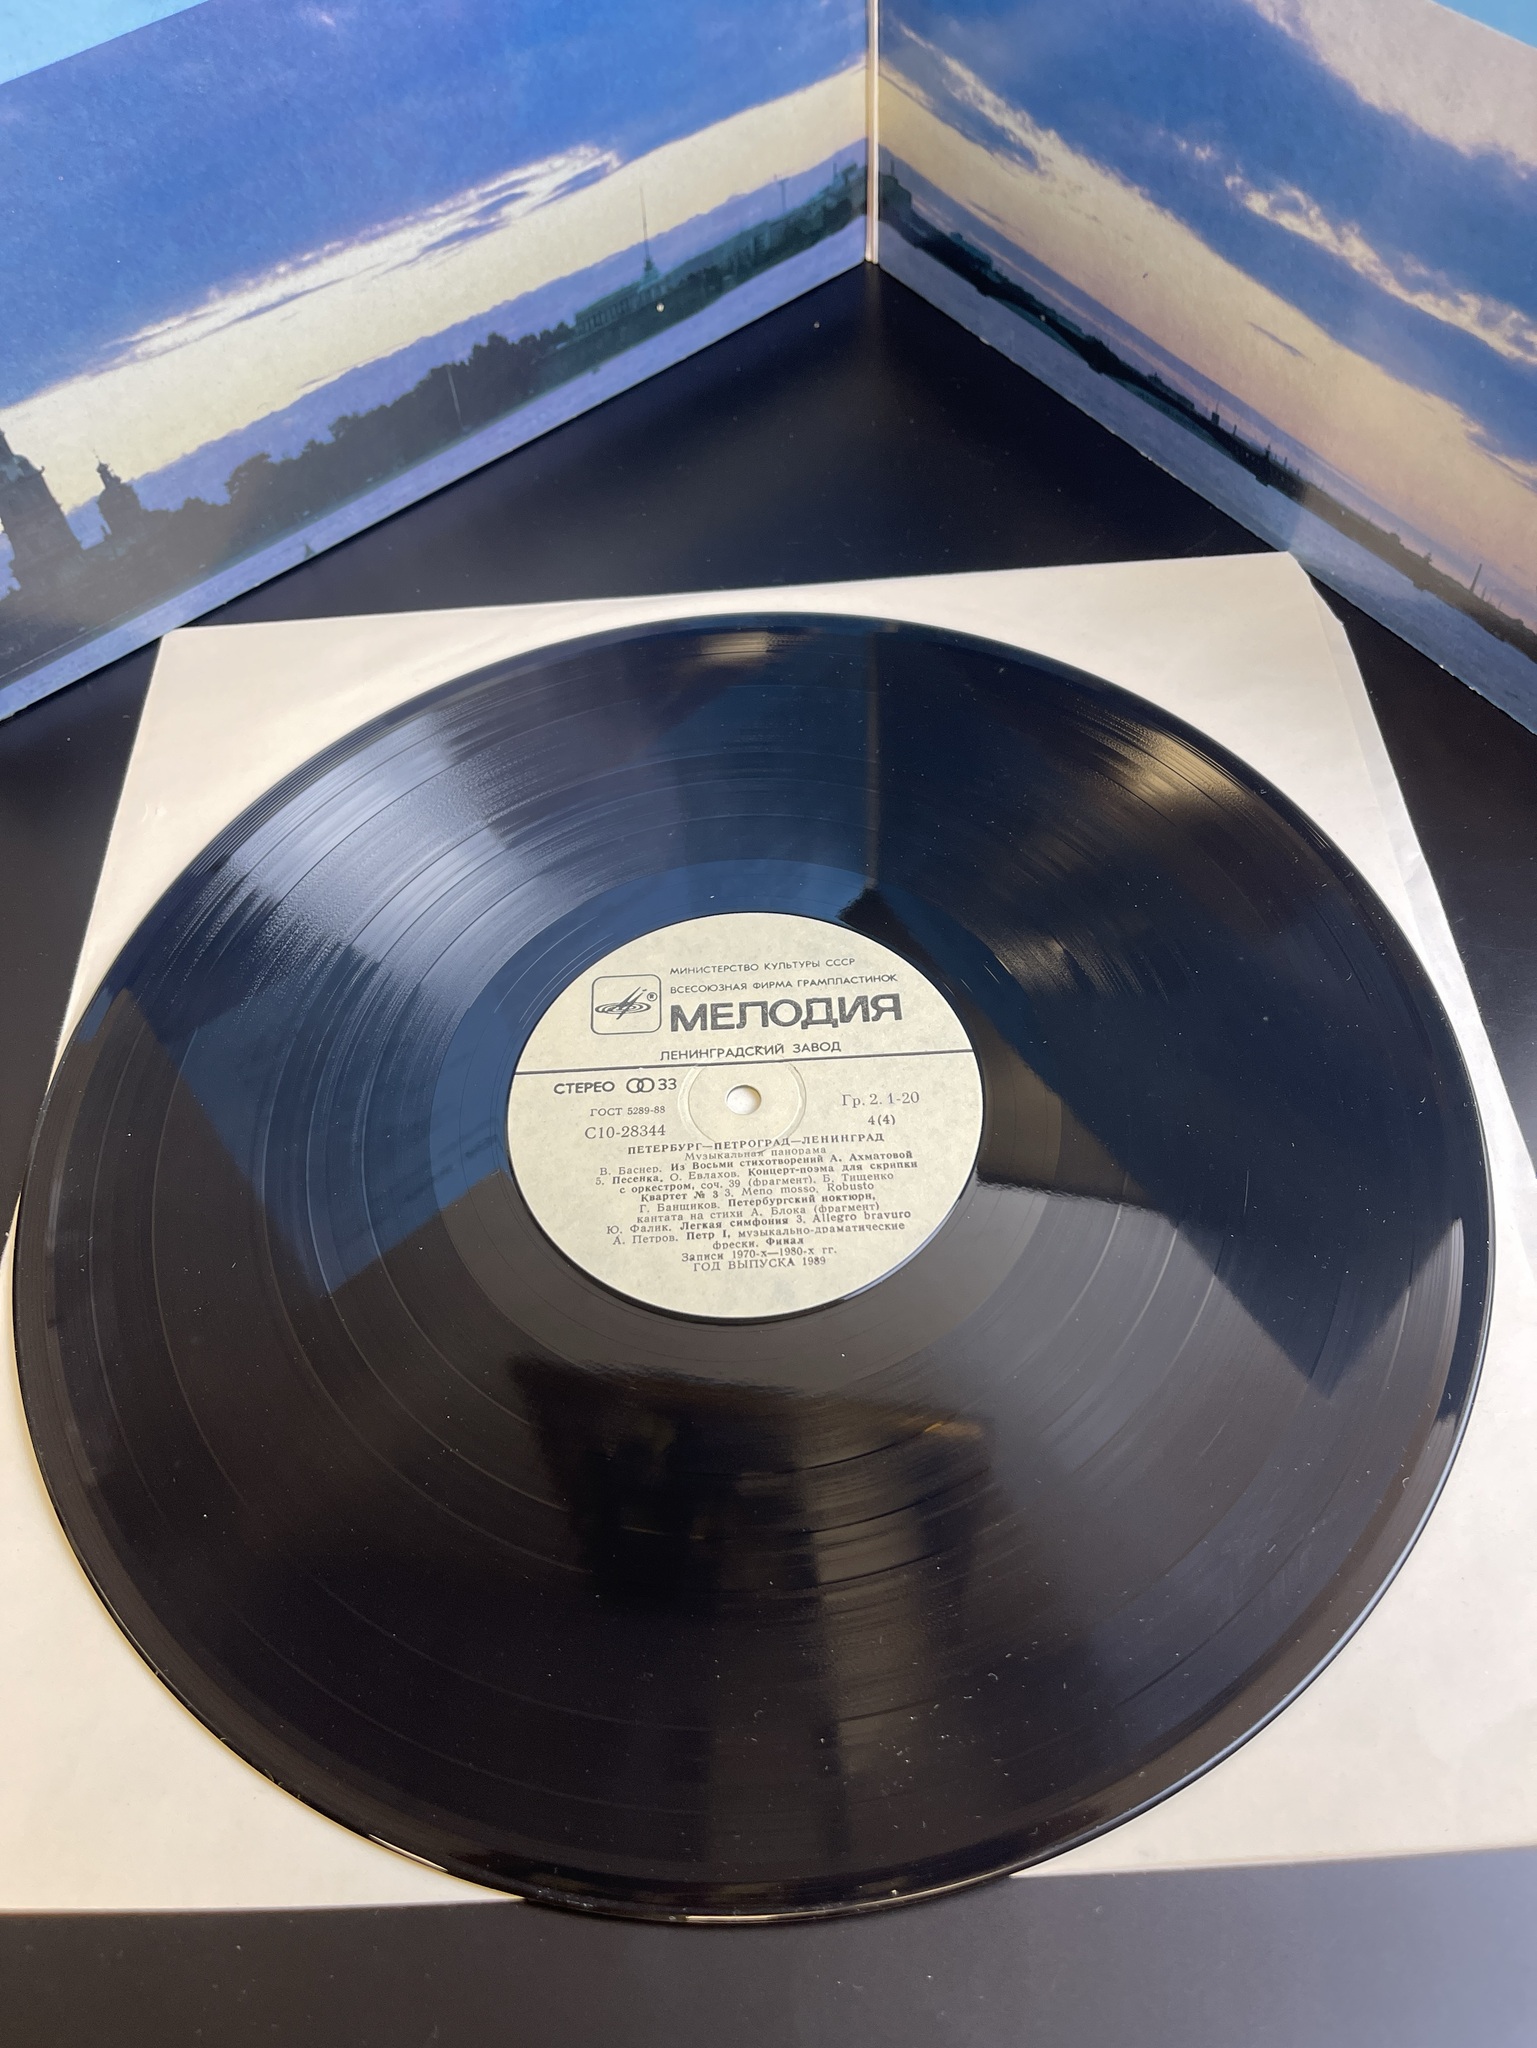 МИНИСТЕРСТВО КУЛЬТУРЫ СССР
ВСЕСОЮЗНАЯ ФИРМА ГРАМПЛАСТИНОК
®
МЕЛОДИЯ
ЛЕНИНГРАДСКИЙ ЗАВОД
СТЕРЕО 33
ГОСТ 5289-88
Гр. 2. 1-20
С10-28344
4(4)
ПЕТЕРБУРГ—ПЕТРОГРАД—ЛЕНИНГРАД
Музыкальная панорама
В. Баснер. Из Восьми стихотворений А. Ахматовой
5. Песенка, О. Евлахов. Концерт-поэма для скрипки
с оркестром, соч. 39 (фрагмент), Б. Тищенко
Квартет № 3 3. Meno mosso, Robusto
Г. Банщиков. Петербургский ноктюрн,
кантата на стихи А. Блока (фрагмент)
Ю. Фалик. Легкая симфония 3. Allegro bravuro
А. Петров. Петр I, музыкально-драматические
фрески. Финал
Записи 1970-х—1980-х гг.
ГОД ВЫПУСКА 1989